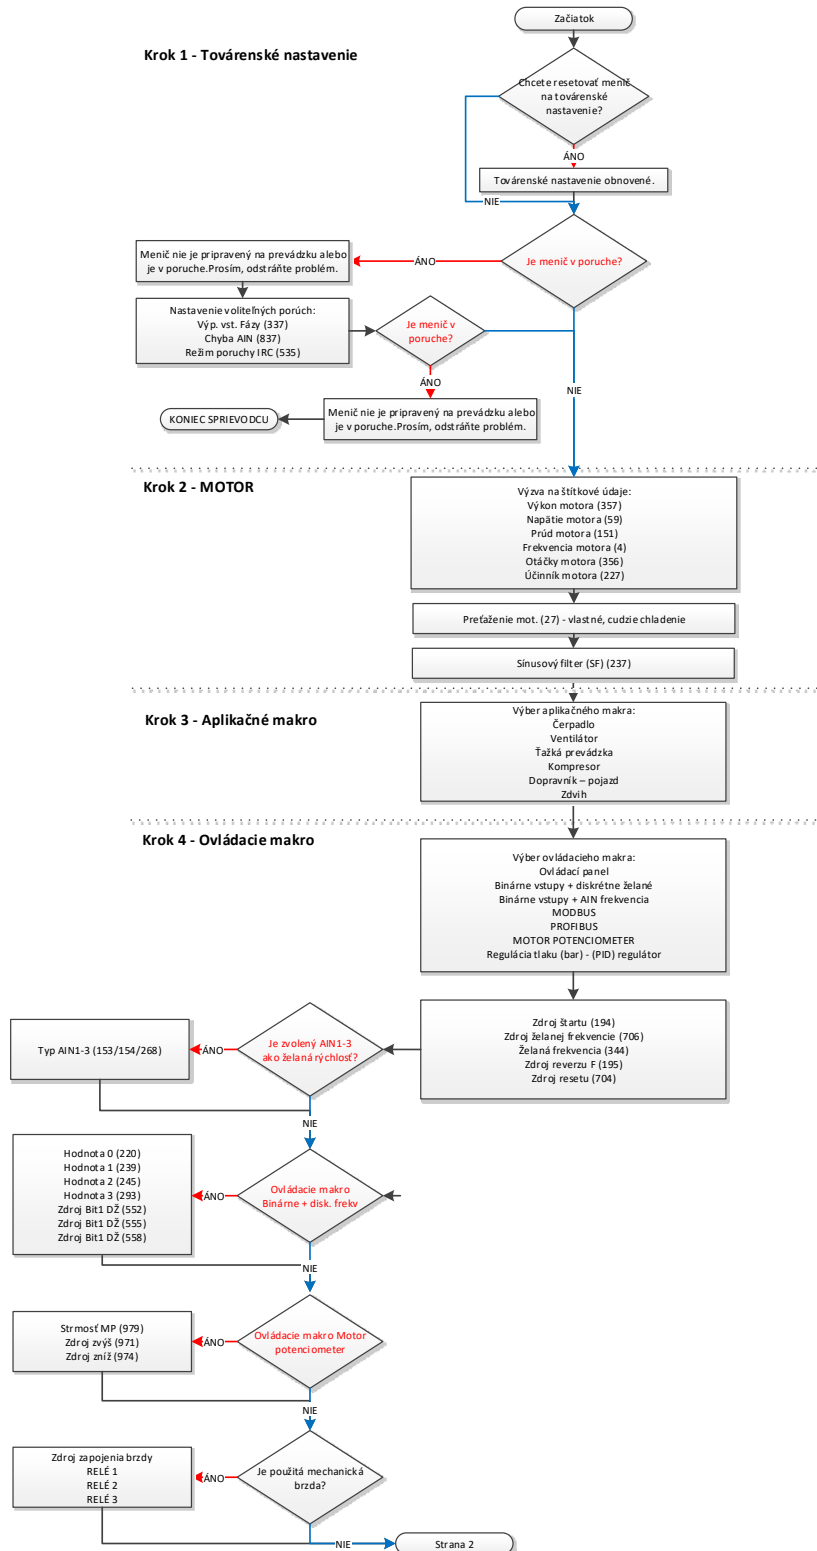 Začiatok
Krok 1 - Továrenské nastavenie
Chcete resetovať menič
na továrenské
nastavenie?
ÁNO
Továrenské nastavenie obnovené.
NIE
Je menič v poruche?
ÁNO
Menič nie je pripravený na prevádzku alebo
je v poruche.Prosím, odstráňte problém.
Nastavenie voliteľných porúch:
Výp. vst. Fázy (337)
Chyba AIN (837)
Režim poruchy IRC (535)
Je menič v
poruche?
ÁNO
NIE
Menič nie je pripravený na prevádzku alebo
je v poruche.Prosím, odstráňte problém.
KONIEC SPRIEVODCU
Krok 2 - MOTOR
Výzva na štítkové údaje:
Výkon motora (357)
Napätie motora (59)
Prúd motora (151)
Frekvencia motora (4)
Otáčky motora (356)
Účinník motora (227)
Preťaženie mot. (27) - vlastné, cudzie chladenie
Sínusový filter (SF) (237)
Krok 3 - Aplikačné makro
Výber aplikačného makra:
Čerpadlo
Ventilátor
Ťažká prevádzka
Kompresor
Dopravník – pojazd
Zdvih
Krok 4 - Ovládacie makro
Výber ovládacieho makra:
Ovládací panel
Binárne vstupy + diskrétne želané
Binárne vstupy + AIN frekvencia
MODBUS
PROFIBUS
MOTOR POTENCIOMETER
Regulácia tlaku (bar) - (PID) regulátor
Zdroj štartu (194)
Zdroj želanej frekvencie (706)
Želaná frekvencia (344)
Zdroj reverzu F (195)
Zdroj resetu (704)
Je zvolený AIN1-3
ako želaná rýchlosť?
ÁNO
Typ AIN1-3 (153/154/268)
NIE
Hodnota 0 (220)
Hodnota 1 (239)
Hodnota 2 (245)
Hodnota 3 (293)
Zdroj Bit1 DŽ (552)
Zdroj Bit1 DŽ (555)
Zdroj Bit1 DŽ (558)
ÁNO
Ovládacie makro
Binárne + disk. frekv
NIE
Strmosť MP (979)
Zdroj zvýš (971)
Zdroj zníž (974)
ÁNO
Ovládacie makro Motor
potenciometer
NIE
Zdroj zapojenia brzdy
RELÉ 1
RELÉ 2
RELÉ 3
ÁNO
Je použitá mechanická
brzda?
NIE
Strana 2